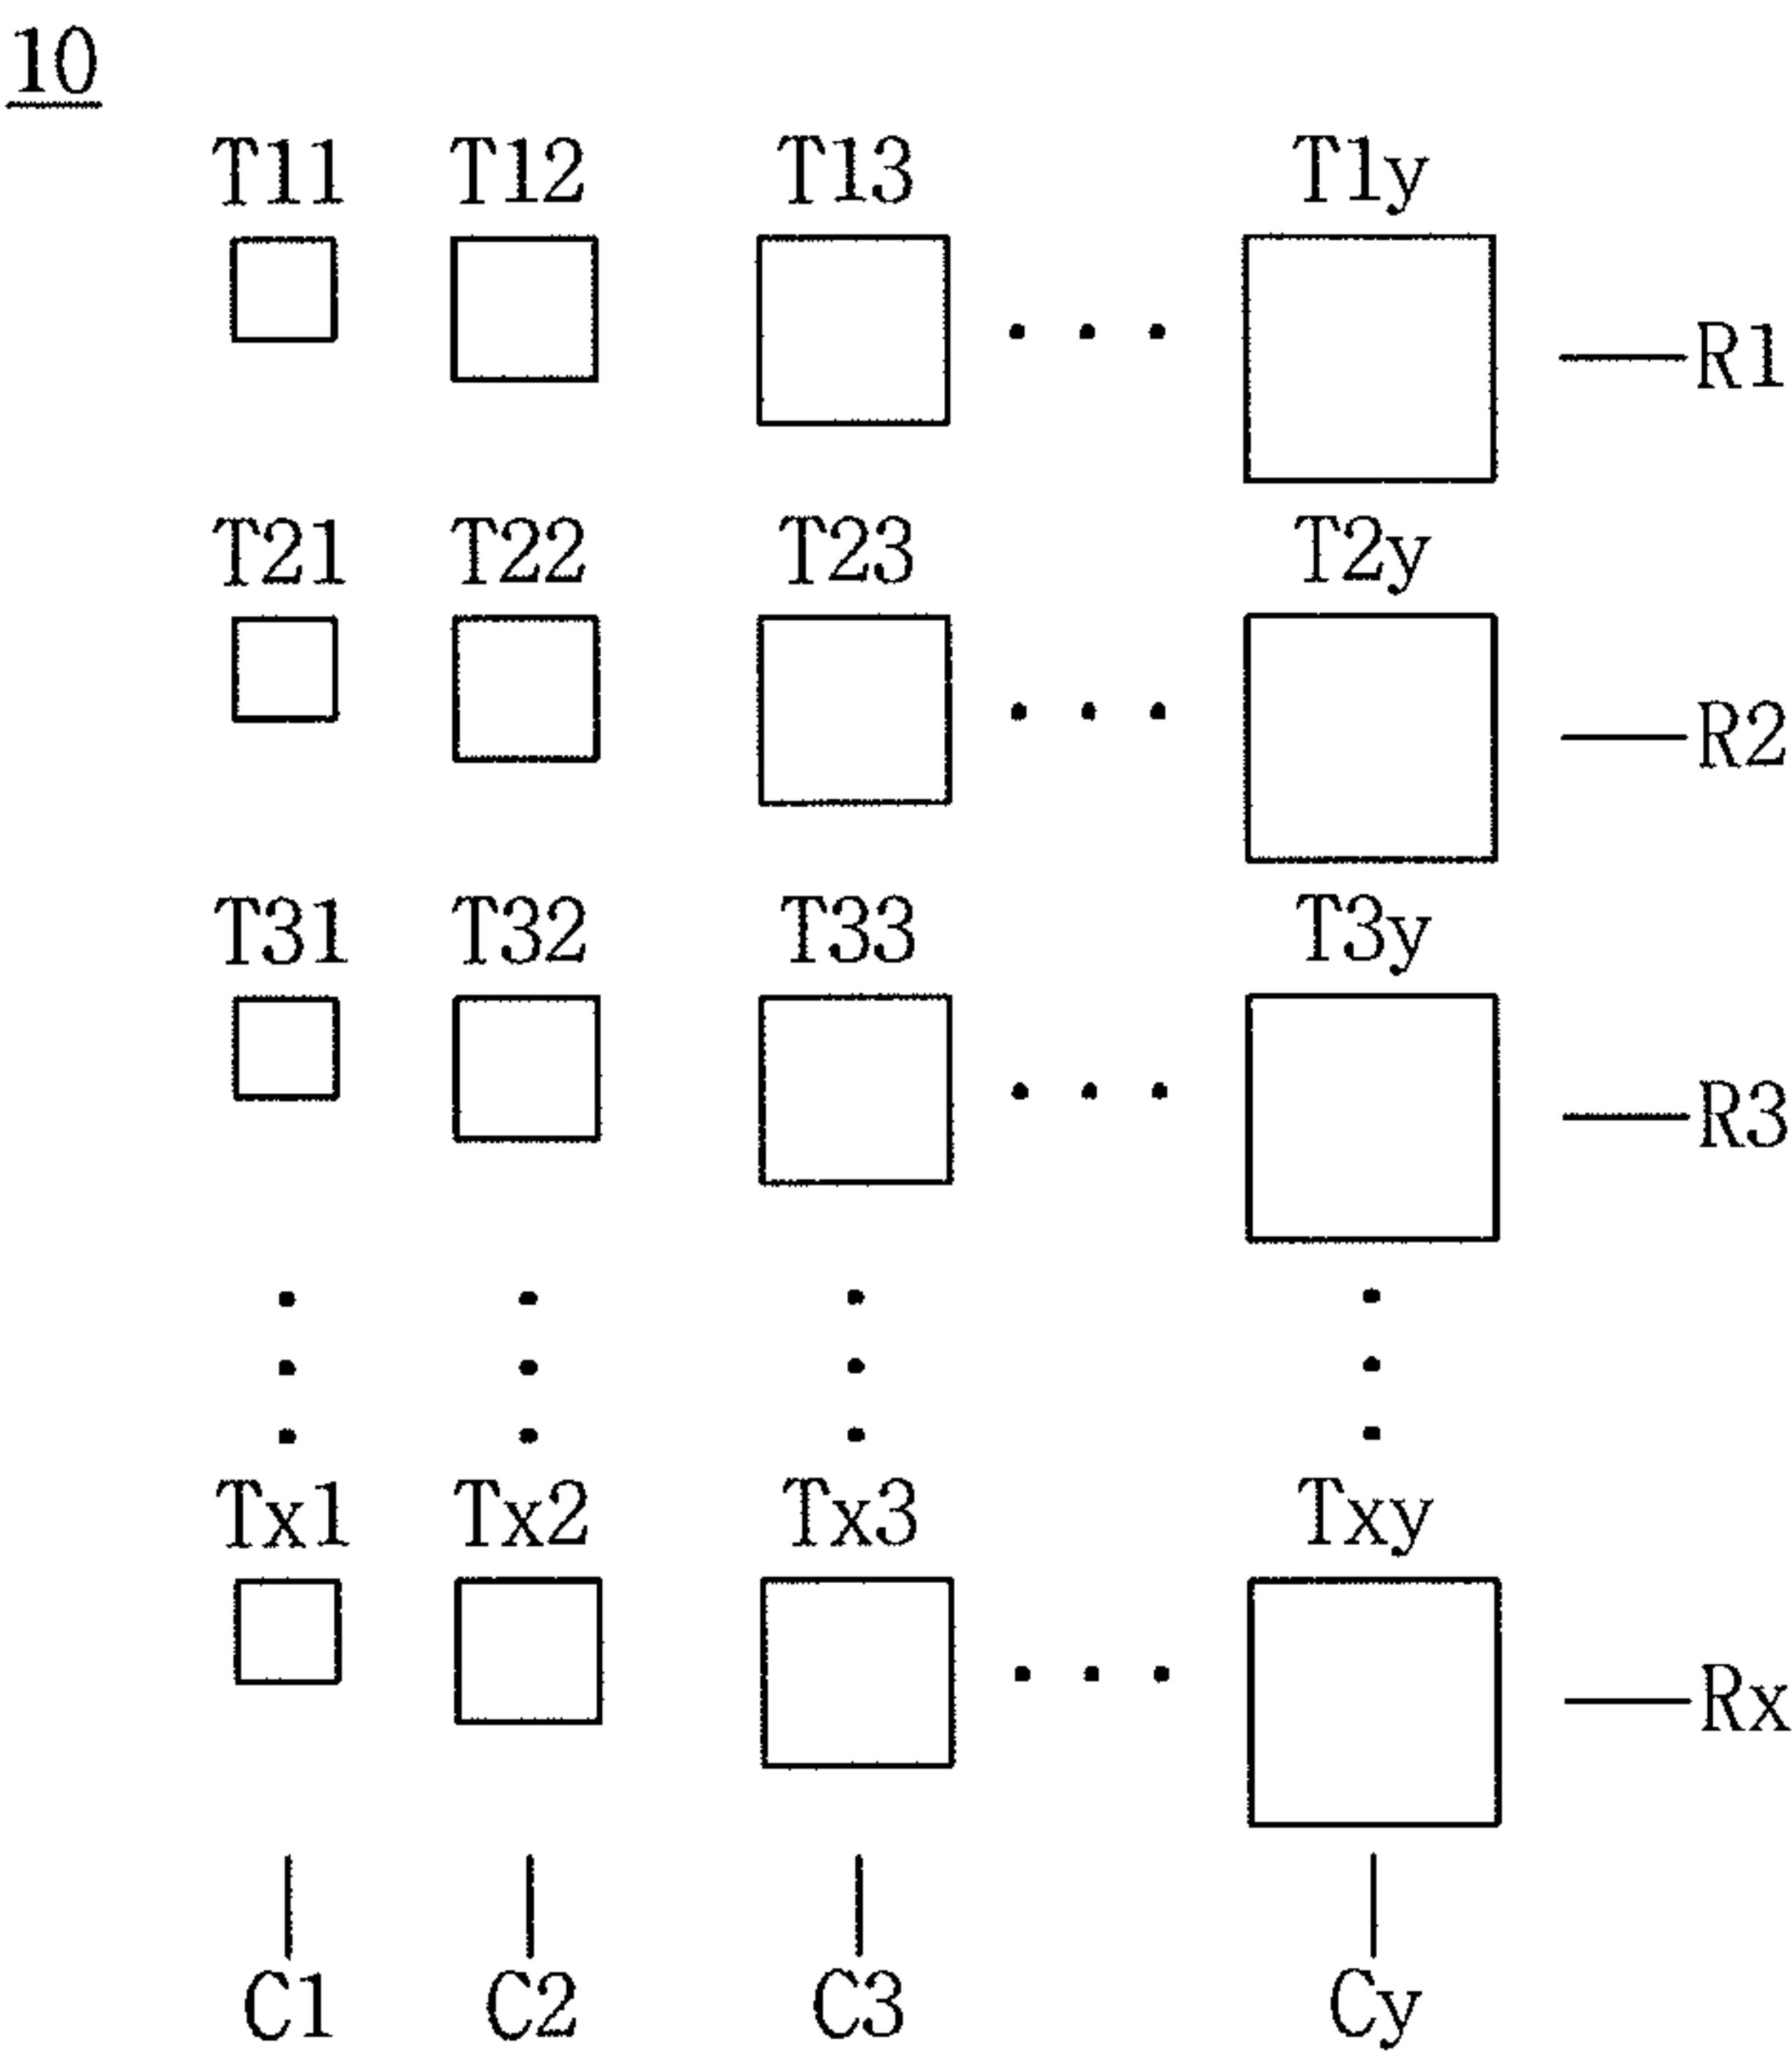 10
T11 T12 T13 T1y
R1
T21 T22 T23 T2y
R2
T31 T32 T33 T3y
R3
Tx1 Tx2 Tx3 Txy
Rx
C1 C2 C3 Cy